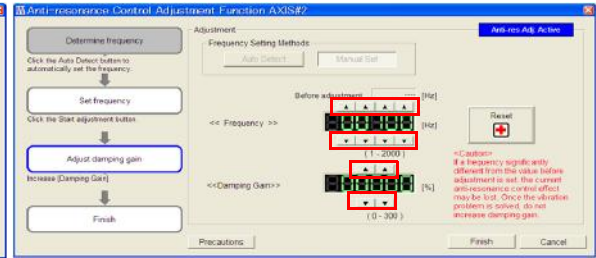 Anti-resonance Control Adjustment Function AXIS#2
Determine frequency
Click the Auto Detect button to
automatically set the frequency.
Set frequency
Click the Start adjustment button
Adjust damping gain
Increase [Damping Gain]
Finish
Adjustment
Anti-res Adj. Active
Frequency Setting Methods
Auto Detect
Manual Set
Before adjustment
---- [Hz]
<< Frequency >>
[Hz]
( 1 - 2000 )
<<Damping Gain>>
[%]
( 0 - 300 )
Reset
<Caution>
If a frequency significantly
different from the value before
adjustment is set, the current
anti-resonance control effect
may be lost. Once the vibration
problem is solved, do not
increase damping gain.
Precautions
Finish
Cancel